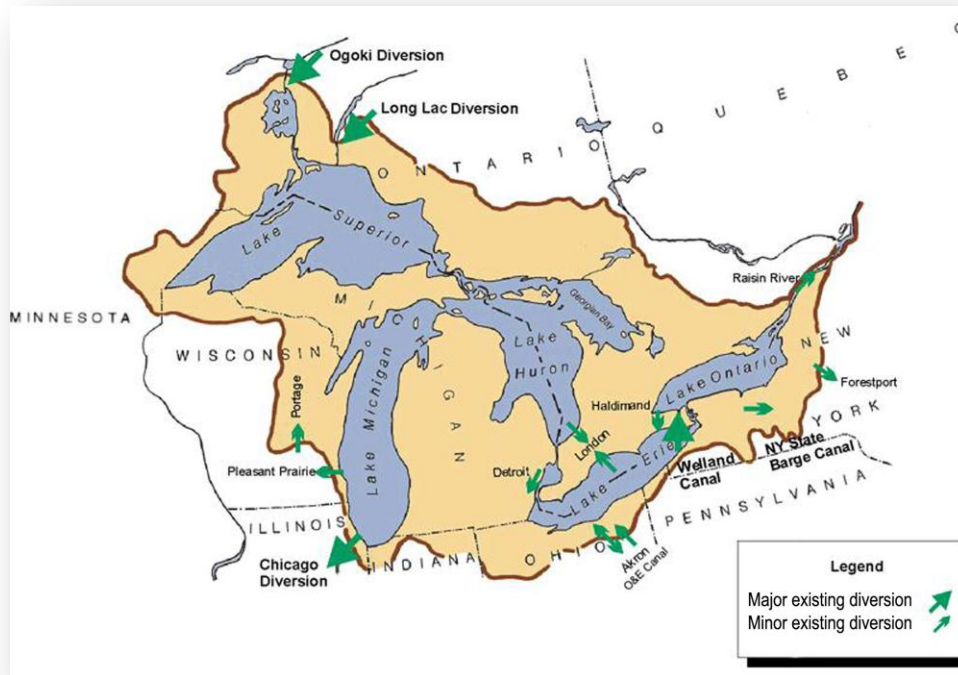 Ogoki Diversion
Long Lac Diversion
ONTARIO
QUEBEC
Lake Superior
Raisin River
MINNESOTA
MICHIGAN
Georgian Bay
WISCONSIN
Lake Michigan
Lake Huron
Lake Ontario
NEW YORK
Forestport
Portage
Haldimand
London
Lake Erie
Pleasant Prairie
Detroit
Welland
Canal
NY State
Barge Canal
PENNSYLVANIA
ILLINOIS
Chicago
Diversion
INDIANA
OHIO
Akron
O&E Canal
Legend
Major existing diversion
Minor existing diversion